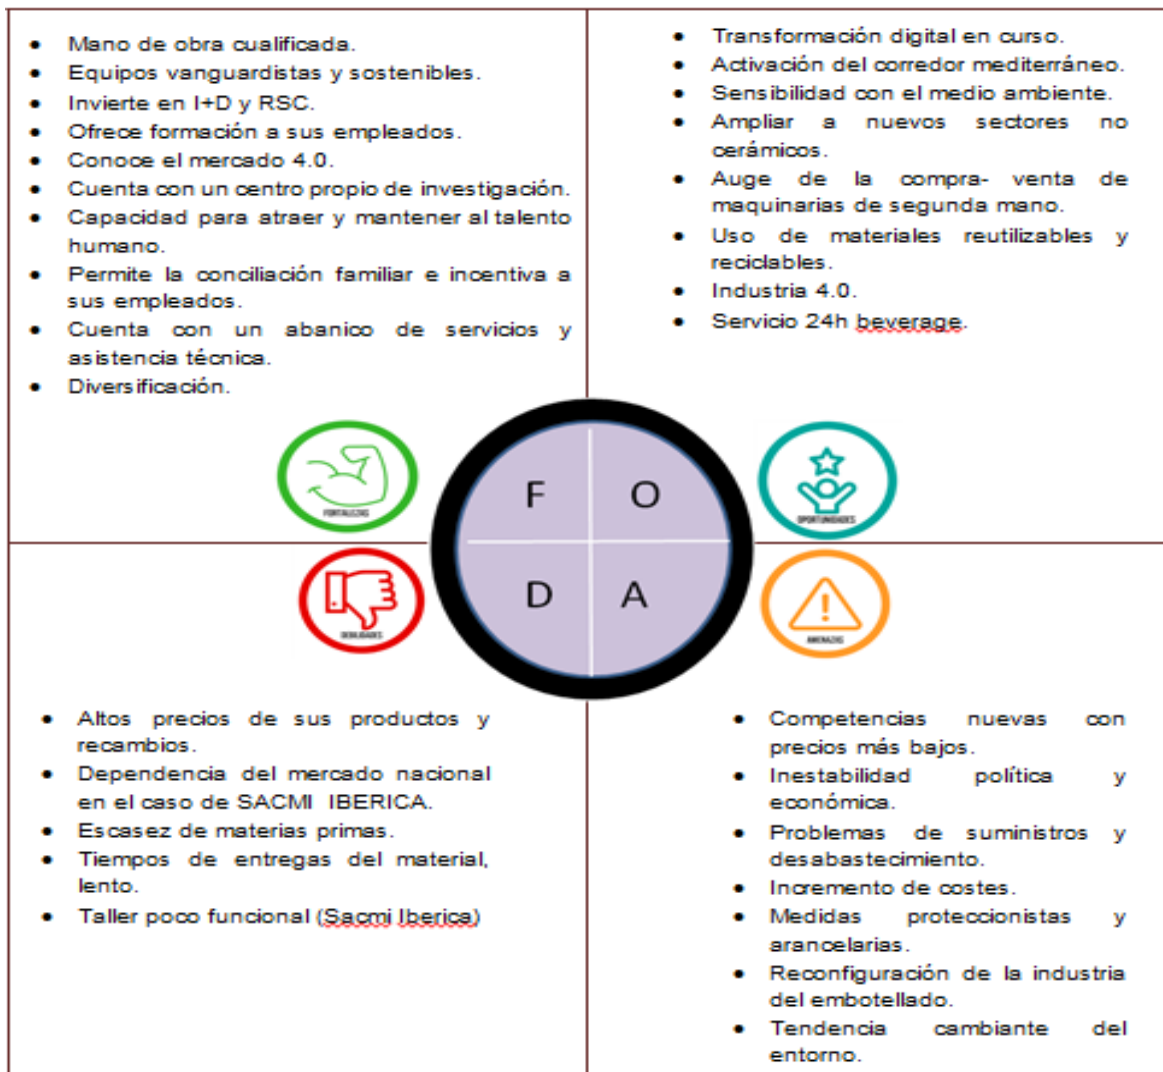 • Mano de obra cualificada.
• Equipos vanguardistas y sostenibles.
• Invierte en I+D y RSC.
• Ofrece formación a sus empleados.
• Conoce el mercado 4.0.
• Cuenta con un centro propio de investigación.
• Capacidad para atraer y mantener al talento
humano.
• Permite la conciliación familiar e incentiva a
sus empleados.
• Cuenta con un abanico de servicios y
asistencia técnica.
• Diversificación.
• Transformación digital en curso.
• Activación del corredor mediterráneo.
• Sensibilidad con el medio ambiente.
• Ampliar a nuevos sectores no
cerámicos.
• Auge de la compra- venta de
maquinarias de segunda mano.
• Uso de materiales reutilizables y
reciclables.
• Industria 4.0.
• Servicio 24h beverage.
FORTALEZAS
F O
OPORTUNIDADES
DEBILIDADES
D A
AMENAZAS
• Altos precios de sus productos y
recambios.
• Dependencia del mercado nacional
en el caso de SACMI IBERICA.
• Escasez de materias primas.
• Tiempos de entregas del material,
lento.
• Taller poco funcional (Sacmi Iberica)
• Competencias nuevas con
precios más bajos.
• Inestabilidad política y
económica.
• Problemas de suministros y
desabastecimiento.
• Incremento de costes.
• Medidas proteccionistas y
arancelarias.
• Reconfiguración de la industria
del embotellado.
• Tendencia cambiante del
entorno.